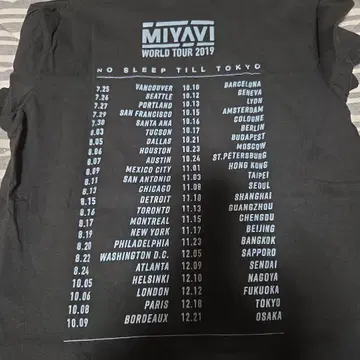 MIYAVI
WORLD TOUR 2019
NO SLEEP TILL TOKYO
7.25 VANCOUVER 10.10 BARCELONA
7.26 SEATTLE 10.12 GENEVA
7.27 PORTLAND 10.13 LYON
7.29 SAN FRANCISCO 10.15 AMSTERDAM
7.30 SANTA ANA 10.16 COLOGNE
8.03 TUCSON 10.17 BERLIN
8.05 DALLAS 10.21 BUDAPEST
8.06 HOUSTON 10.23 MOSCOW
8.07 AUSTIN 10.24 ST.PETERSBURG
8.09 MEXICO CITY 11.01 HONG KONG
8.11 SAN ANTONIO 11.03 TAIPEI
8.13 CHICAGO 11.08 SEOUL
8.15 DETROIT 11.10 GUANGZHOU
8.16 TORONTO 11.13 CHENGDU
8.17 MONTREAL 11.15 BEIJING
8.19 NEW YORK 11.19 BANGKOK
8.20 PHILADELPHIA 11.23 SAPPORO
8.22 WASHINGTON D.C. 12.05 SENDAI
8.24 ATLANTA 12.09 NAGOYA
10.05 HELSINKI 12.09 FUKUOKA
10.06 LONDON 12.12 TOKYO
10.08 PARIS 12.18 OSAKA
10.09 BORDEAUX 12.21